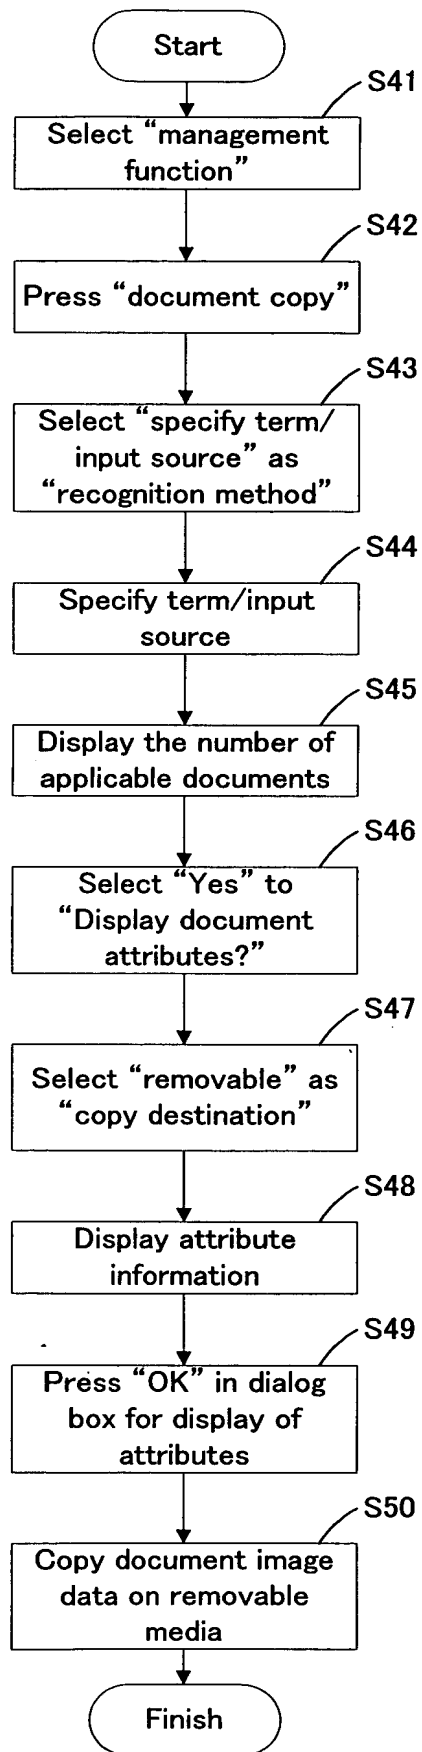 Start
S41
Select “management
function”
S42
Press “document copy”
S43
Select “specify term/
input source” as
“recognition method”
S44
Specify term/input
source
S45
Display the number of
applicable documents
S46
Select “Yes” to
“Display document
attributes?”
S47
Select “removable” as
“copy destination”
S48
Display attribute
information
S49
Press “OK” in dialog
box for display of
attributes
S50
Copy document image
data on removable
media
Finish